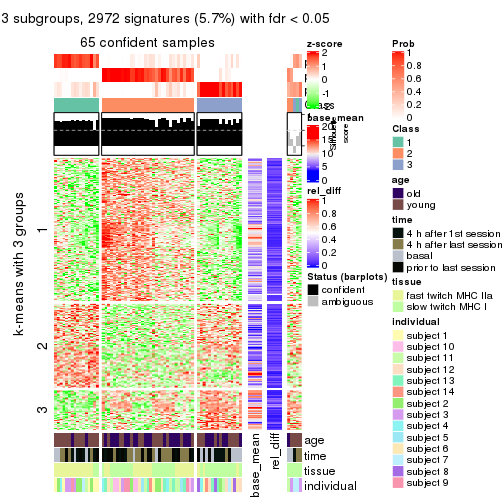 3 subgroups, 2972 signatures (5.7%) with fdr < 0.05
65 confident samples
k-means with 3 groups
1
2
3
age
time
tissue
individual
base_mean
rel_diff
z-score
2
1
0
-1
-2
base_mean
15
10
5
0
rel_diff
1
0.8
0.6
0.4
0.2
0
Status (barplots)
confident
ambiguous
score
Prob
1
0.8
0.6
0.4
0.2
0
Class
1
2
3
age
old
young
time
4 h after 1st session
4 h after last session
basal
prior to last session
tissue
fast twitch MHC IIa
slow twitch MHC I
individual
subject 1
subject 10
subject 11
subject 12
subject 13
subject 14
subject 2
subject 3
subject 4
subject 5
subject 6
subject 7
subject 8
subject 9